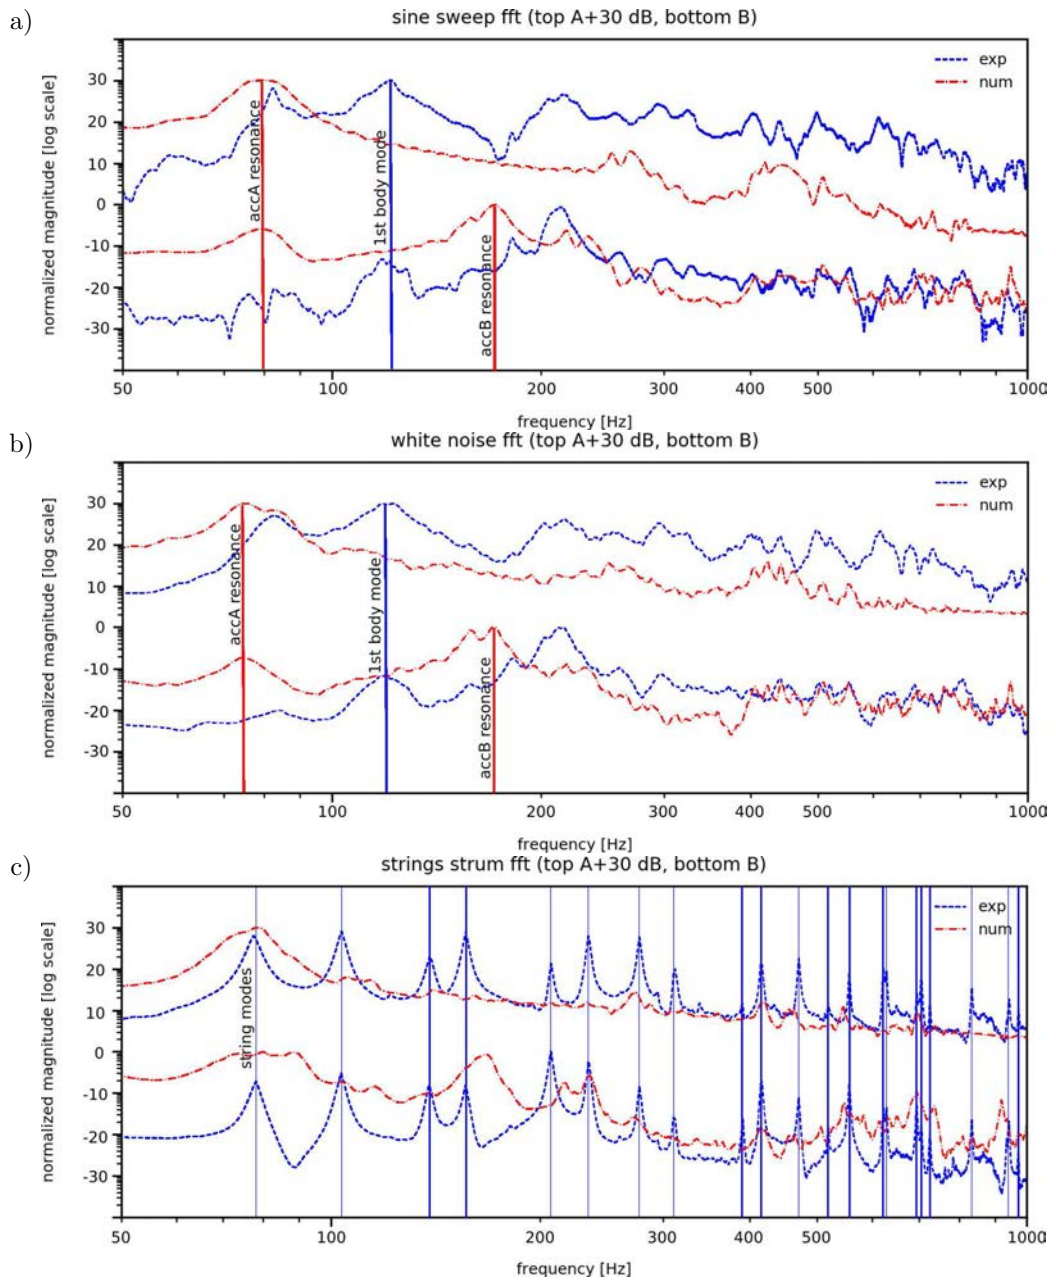 a)
sine sweep fft (top A+30 dB, bottom B)
normalized magnitude [log scale]
30
20
10
0
-10
-20
-30
accA resonance
1st body mode
accB resonance
exp
num
50
100
200
300
400
500
1000
frequency [Hz]
b)
white noise fft (top A+30 dB, bottom B)
normalized magnitude [log scale]
30
20
10
0
-10
-20
-30
accA resonance
1st body mode
accB resonance
exp
num
50
100
200
300
400
500
1000
frequency [Hz]
c)
strings strum fft (top A+30 dB, bottom B)
normalized magnitude [log scale]
30
20
10
0
-10
-20
-30
string modes
exp
num
50
100
200
300
400
500
1000
frequency [Hz]